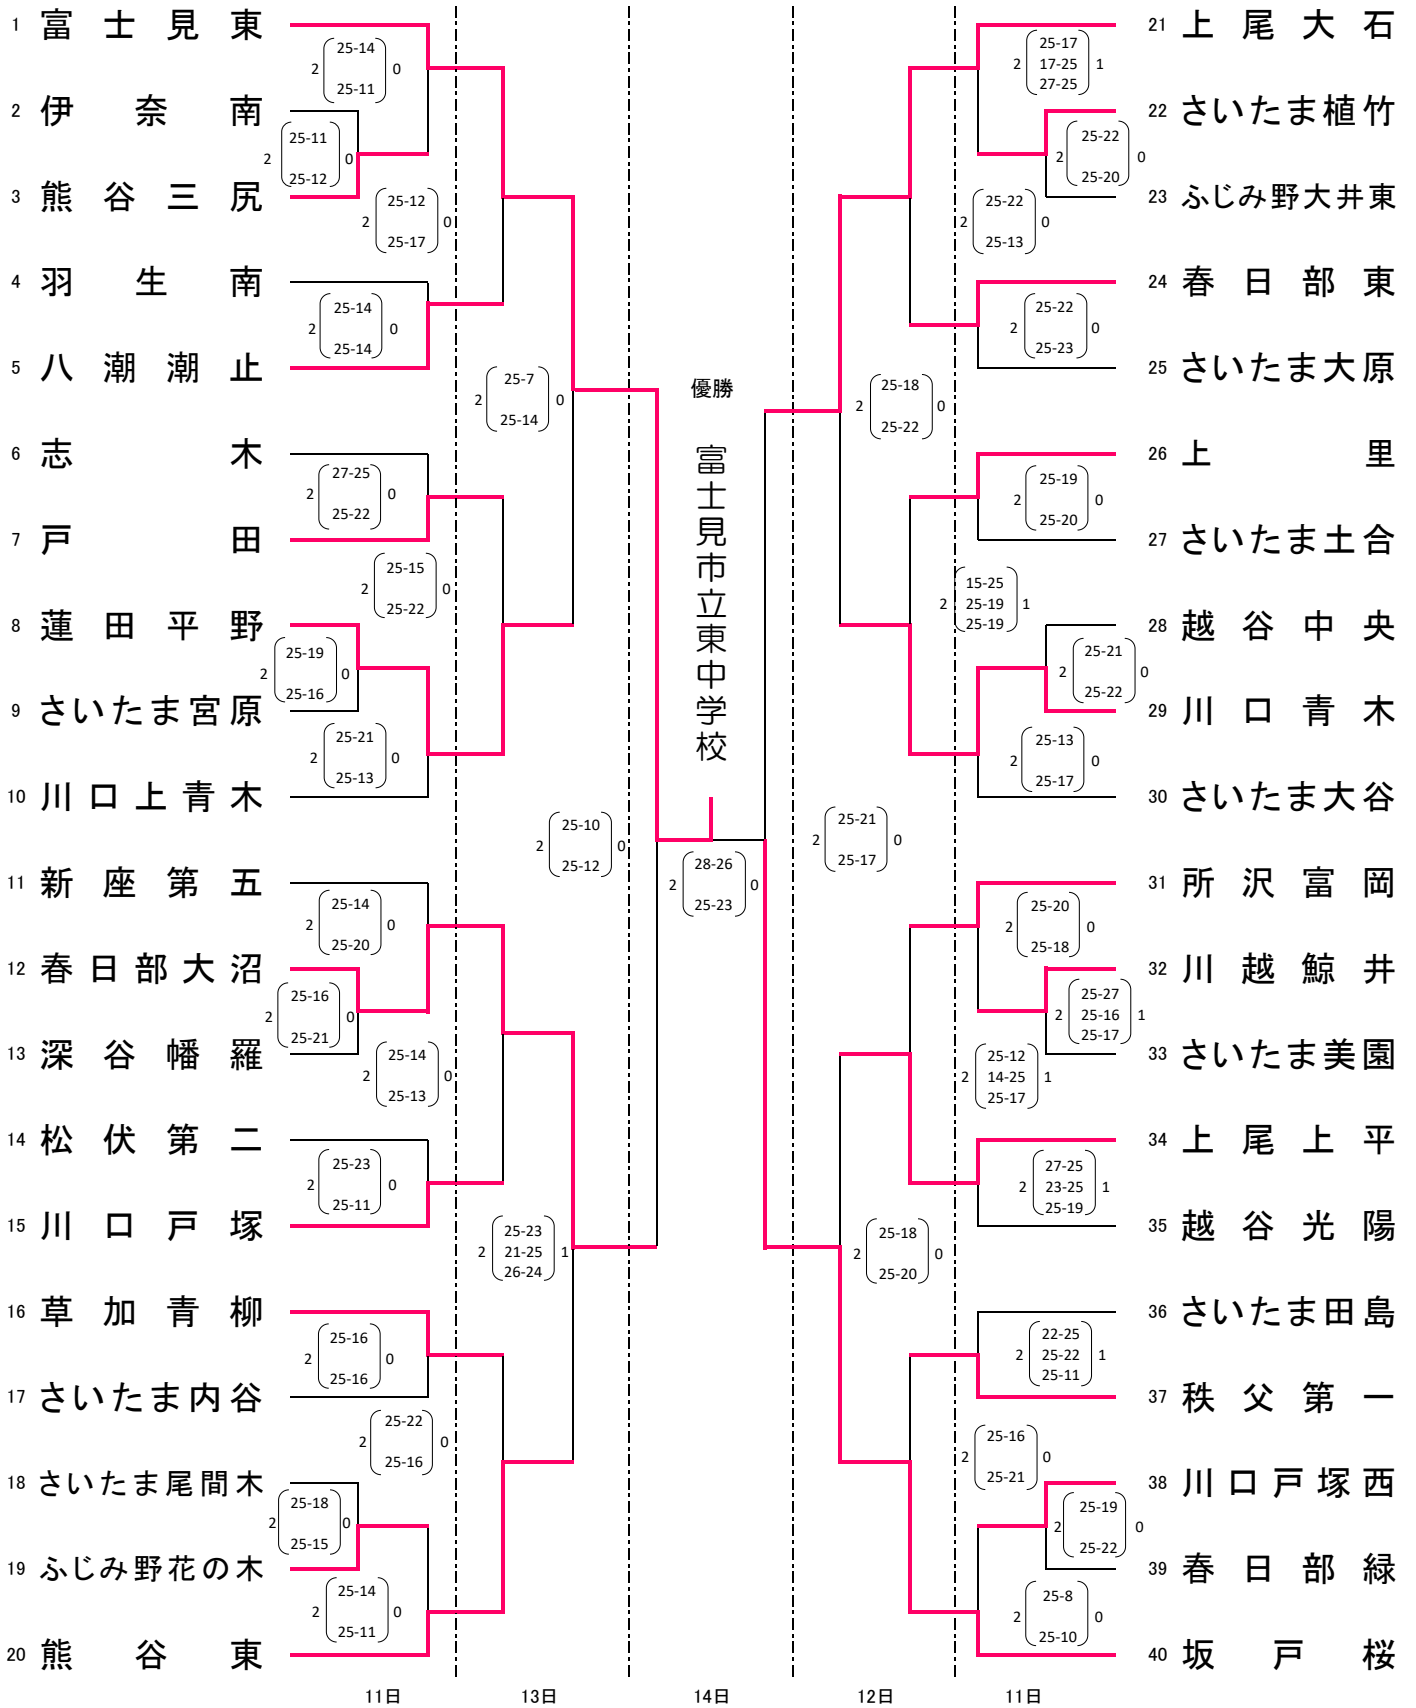 1 富士見東
25-14
2 0
25-11
2 伊奈南
25-11
2 0
25-12
3 熊谷三尻
25-12
2 0
25-17
4 羽生南
25-14
2 0
25-14
5 八潮潮止
25-7
2 0
25-14
6 志木
27-25
2 0
25-22
7 戸田
25-15
2 0
25-22
8 蓮田平野
25-19
2 0
25-16
9 さいたま宮原
25-21
2 0
25-13
10 川口上青木
25-10
2 0
25-12
11 新座第五
25-14
2 0
25-20
12 春日部大沼
25-16
2 0
25-21
13 深谷幡羅
25-14
2 0
25-13
14 松伏第二
25-23
2 0
25-11
15 川口戸塚
25-23
2 21-25 1
26-24
16 草加青柳
25-16
2 0
25-16
17 さいたま内谷
25-22
2 0
25-16
18 さいたま尾間木
25-18
2 0
25-15
19 ふじみ野花の木
25-14
2 0
25-11
20 熊谷東
優勝
富士見市立東中学校
28-26
2 0
25-23
21 上尾大石
25-17
2 17-25 1
27-25
22 さいたま植竹
25-22
2 0
25-20
23 ふじみ野大井東
25-22
2 0
25-13
24 春日部東
25-22
2 0
25-23
25 さいたま大原
25-18
2 0
25-22
26 上里
25-19
2 0
25-20
27 さいたま土合
15-25
2 25-19 1
25-19
28 越谷中央
25-21
2 0
25-22
29 川口青木
25-13
2 0
25-17
30 さいたま大谷
25-21
2 0
25-17
31 所沢富岡
25-20
2 0
25-18
32 川越鯨井
25-27
2 25-16 1
25-17
33 さいたま美園
25-12
2 14-25 1
25-17
34 上尾上平
27-25
2 23-25 1
25-19
35 越谷光陽
25-18
2 0
25-20
36 さいたま田島
22-25
2 25-22 1
25-11
37 秩父第一
25-16
2 0
25-21
38 川口戸塚西
25-19
2 0
25-22
39 春日部緑
25-8
2 0
25-10
40 坂戸桜
11日 13日 14日 12日 11日